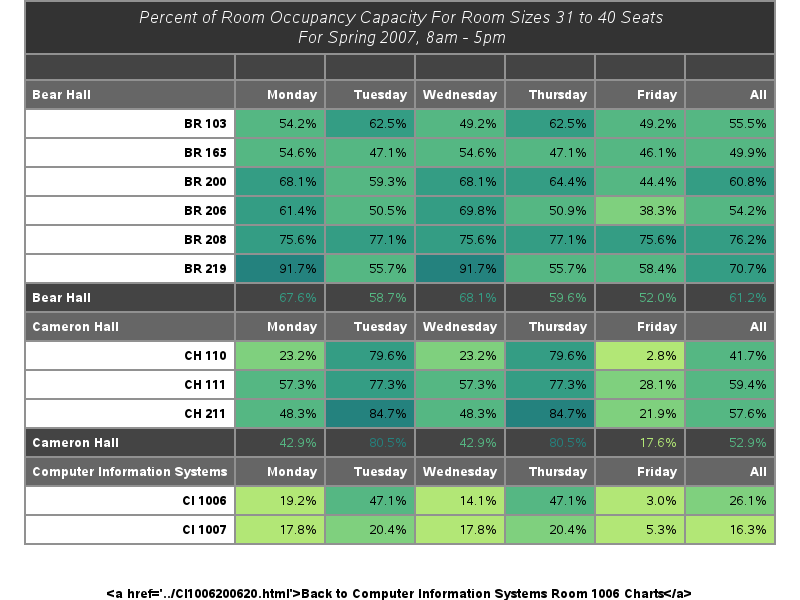 Percent of Room Occupancy Capacity For Room Sizes 31 to 40 Seats
For Spring 2007, 8am - 5pm
Bear Hall Monday Tuesday Wednesday Thursday Friday All
BR 103 54.2% 62.5% 49.2% 62.5% 49.2% 55.5%
BR 165 54.6% 47.1% 54.6% 47.1% 46.1% 49.9%
BR 200 68.1% 59.3% 68.1% 64.4% 44.4% 60.8%
BR 206 61.4% 50.5% 69.8% 50.9% 38.3% 54.2%
BR 208 75.6% 77.1% 75.6% 77.1% 75.6% 76.2%
BR 219 91.7% 55.7% 91.7% 55.7% 58.4% 70.7%
Bear Hall 67.6% 58.7% 68.1% 59.6% 52.0% 61.2%
Cameron Hall Monday Tuesday Wednesday Thursday Friday All
CH 110 23.2% 79.6% 23.2% 79.6% 2.8% 41.7%
CH 111 57.3% 77.3% 57.3% 77.3% 28.1% 59.4%
CH 211 48.3% 84.7% 48.3% 84.7% 21.9% 57.6%
Cameron Hall 42.9% 80.5% 42.9% 80.5% 17.6% 52.9%
Computer Information Systems Monday Tuesday Wednesday Thursday Friday All
CI 1006 19.2% 47.1% 14.1% 47.1% 3.0% 26.1%
CI 1007 17.8% 20.4% 17.8% 20.4% 5.3% 16.3%
<a href='../CI1006200620.html'>Back to Computer Information Systems Room 1006 Charts</a>